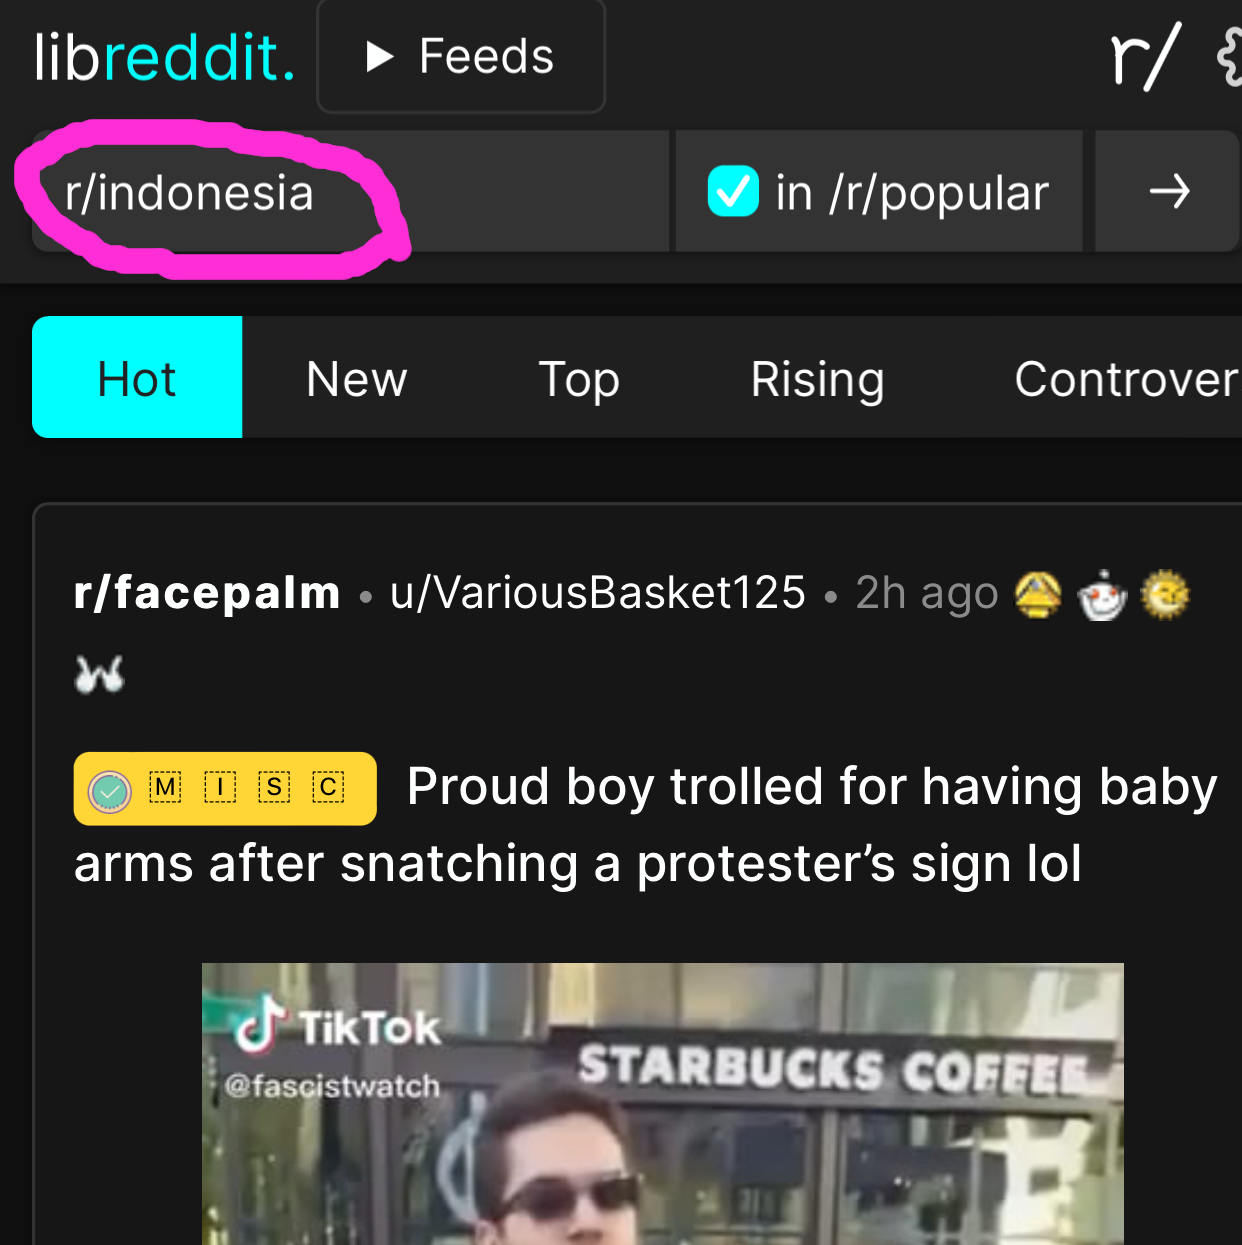 libreddit. ▶ Feeds r/
r/indonesia in /r/popular →
Hot New Top Rising Controver
r/facepalm • u/VariousBasket125 • 2h ago
M I S C Proud boy trolled for having baby
arms after snatching a protester’s sign lol
TikTok
@fascistwatch
STARBUCKS COFFEE